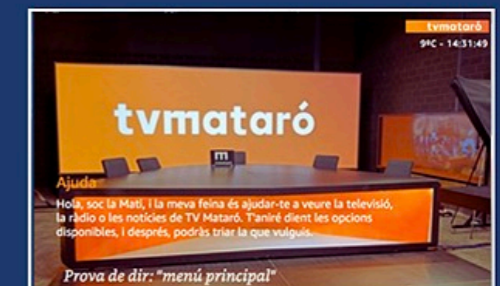 tvmataró
9ºC - 14:31:49
tvmataró
m
Ajuda
Hola, soc la Mati, i la meva feina és ajudar-te a veure la televisió,
la ràdio o les notícies de TV Mataró. T'aniré dient les opcions
disponibles, i després, podràs triar la que vulguis.
Prova de dir: "menú principal"